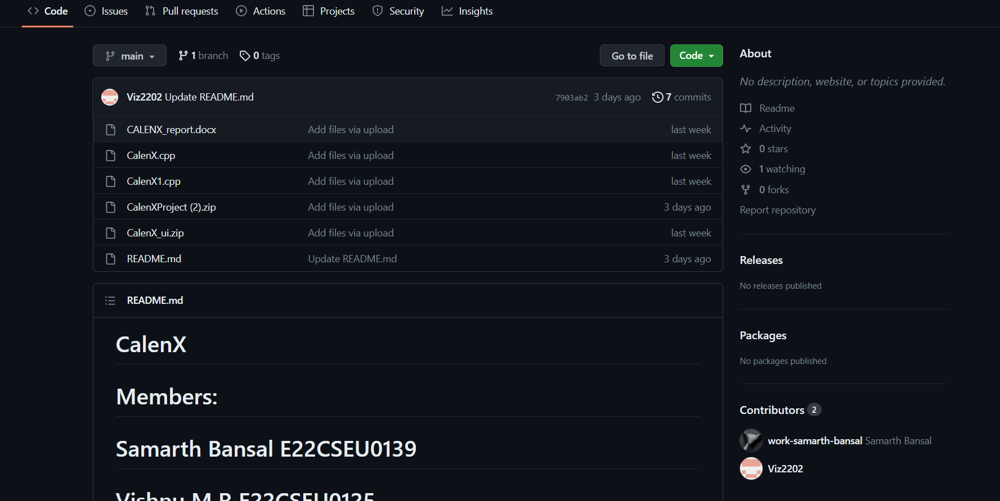 Code Issues Pull requests Actions Projects Security Insights
main 1 branch 0 tags Go to file Code
Viz2202 Update README.md 7903ab2 3 days ago 7 commits
CALENX_report.docx Add files via upload last week
CalenX.cpp Add files via upload last week
CalenX1.cpp Add files via upload last week
CalenXProject (2).zip Add files via upload 3 days ago
CalenX_ui.zip Add files via upload last week
README.md Update README.md 3 days ago
README.md
CalenX
Members:
Samarth Bansal E22CSEU0139
Vishnu M R E22CSEU0125
About
No description, website, or topics provided.
Readme
Activity
0 stars
1 watching
0 forks
Report repository
Releases
No releases published
Packages
No packages published
Contributors 2
work-samarth-bansal Samarth Bansal
Viz2202